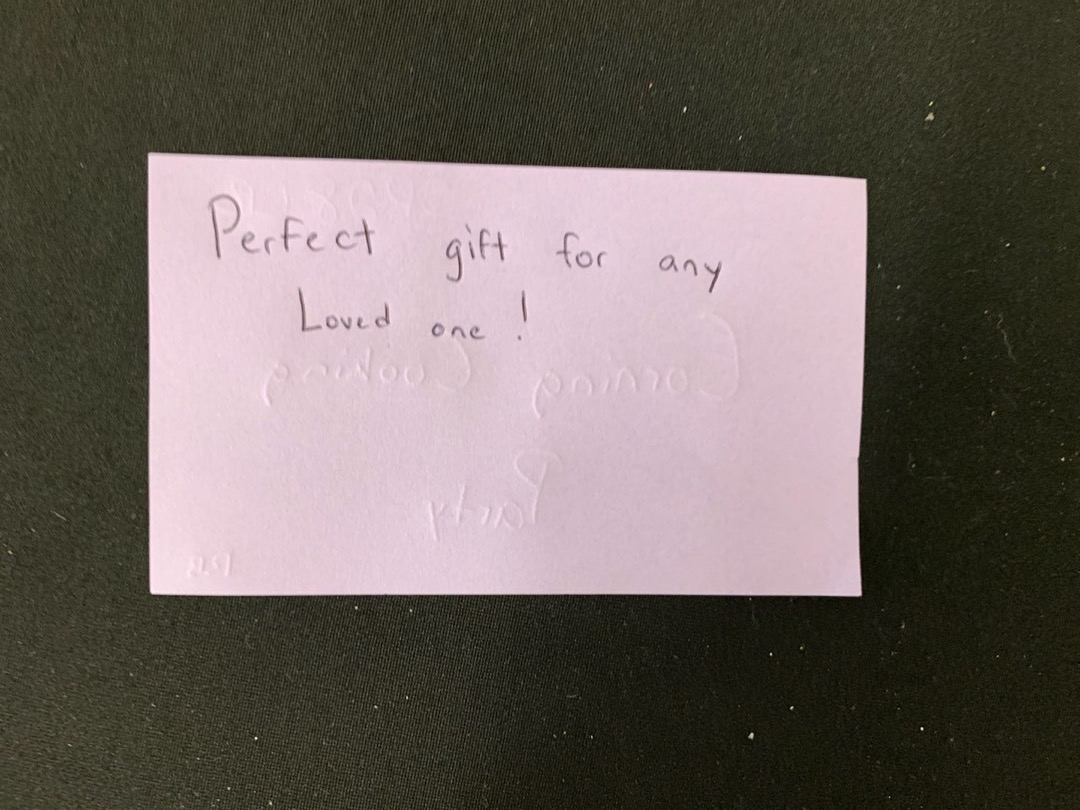 Perfect gift for any
Loved one!